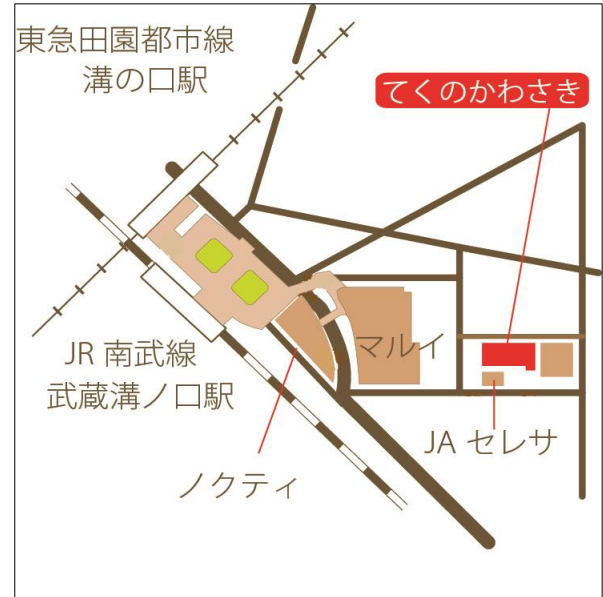 東急田園都市線
溝の口駅
てくのかわさき
マルイ
JR 南武線
武蔵溝ノ口駅
JA セレサ
ノクティ